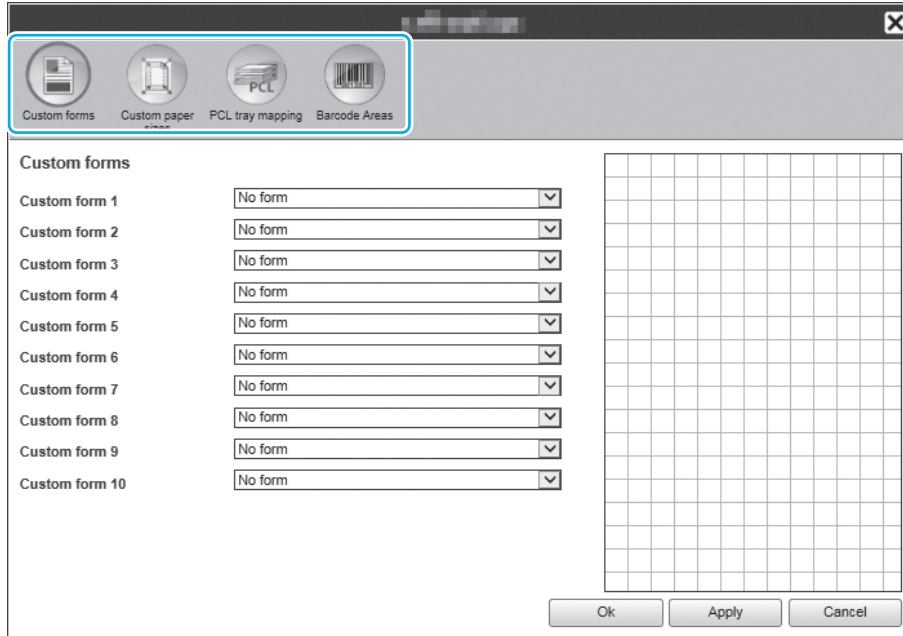 Custom forms
Custom paper
sizes
PCL
PCL tray mapping
Barcode Areas
Custom forms
Custom form 1 No form
Custom form 2 No form
Custom form 3 No form
Custom form 4 No form
Custom form 5 No form
Custom form 6 No form
Custom form 7 No form
Custom form 8 No form
Custom form 9 No form
Custom form 10 No form
Ok Apply Cancel